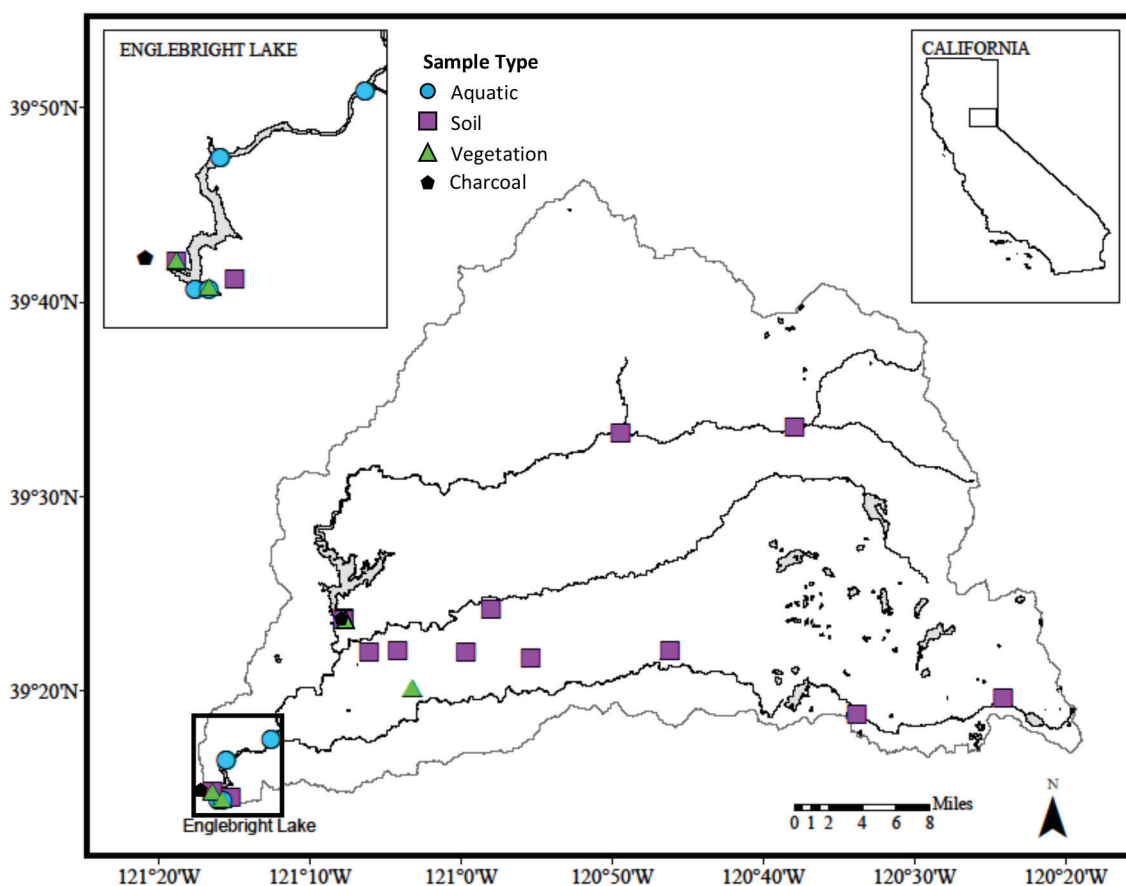 ENGLEBRIGHT LAKE
Sample Type
Aquatic
Soil
Vegetation
Charcoal
CALIFORNIA
39°50'N
39°40'N
39°30'N
39°20'N
Englebright Lake
N
Miles
0 1 2 4 6 8
121°20'W 121°10'W 121°0'W 120°50'W 120°40'W 120°30'W 120°20'W